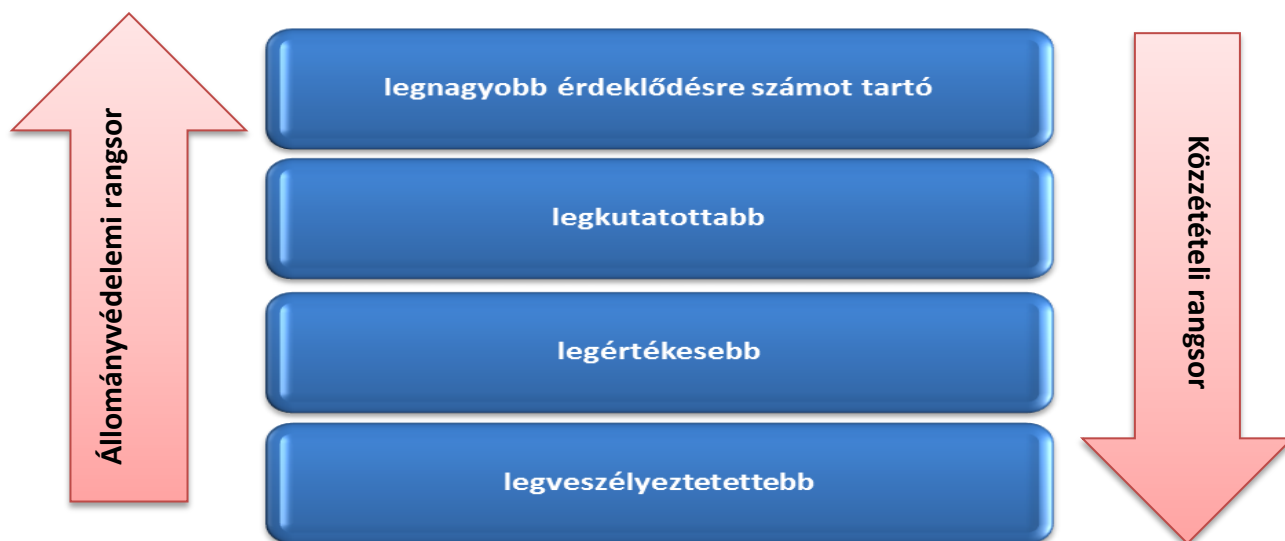 Állományvédelemi rangsor
legnagyobb érdeklődésre számot tartó
legkutatottabb
legértékesebb
legveszélyeztetettebb
Közzétételi rangsor